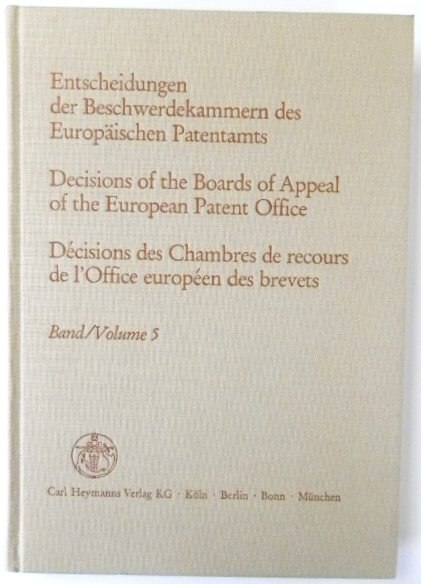 Entscheidungen
der Beschwerdekammern des
Europäischen Patentamts
Decisions of the Boards of Appeal
of the European Patent Office
Décisions des Chambres de recours
de l'Office européen des brevets
Band/Volume 5
Carl Heymanns Verlag KG · Köln · Berlin · Bonn · München